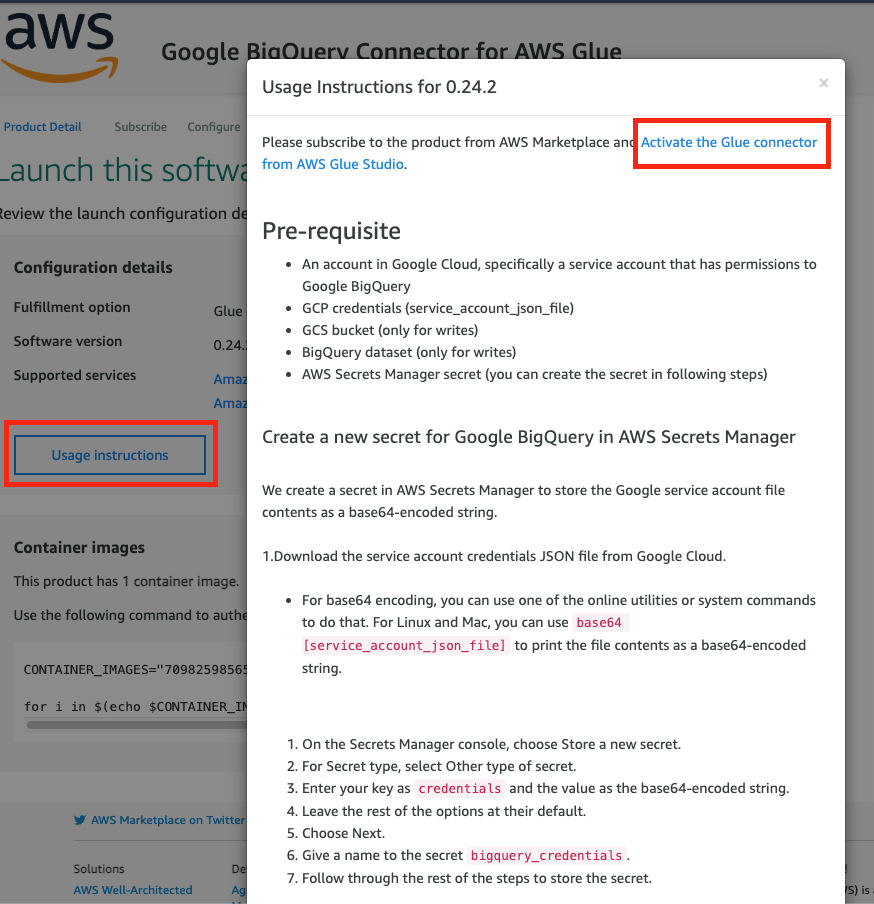 aws
Google BigQuery Connector for AWS Glue
Usage Instructions for 0.24.2
×
Product Detail
Subscribe
Configure
Launch this softwa
Review the launch configuration de
Configuration details
Fulfillment option
Glue
Software version
0.24.
Supported services
Amaz
Amaz
Usage instructions
Container images
This product has 1 container image.
Use the following command to authe
CONTAINER_IMAGES="70982598565
for i in $(echo $CONTAINER_IM
AWS Marketplace on Twitter
Solutions
AWS Well-Architected
Please subscribe to the product from AWS Marketplace and Activate the Glue connector
from AWS Glue Studio.
Pre-requisite
• An account in Google Cloud, specifically a service account that has permissions to
Google BigQuery
• GCP credentials (service_account_json_file)
• GCS bucket (only for writes)
• BigQuery dataset (only for writes)
• AWS Secrets Manager secret (you can create the secret in following steps)
Create a new secret for Google BigQuery in AWS Secrets Manager
We create a secret in AWS Secrets Manager to store the Google service account file
contents as a base64-encoded string.
1.Download the service account credentials JSON file from Google Cloud.
• For base64 encoding, you can use one of the online utilities or system commands
to do that. For Linux and Mac, you can use base64
[service_account_json_file] to print the file contents as a base64-encoded
string.
1. On the Secrets Manager console, choose Store a new secret.
2. For Secret type, select Other type of secret.
3. Enter your key as credentials and the value as the base64-encoded string.
4. Leave the rest of the options at their default.
5. Choose Next.
6. Give a name to the secret bigquery_credentials.
7. Follow through the rest of the steps to store the secret.